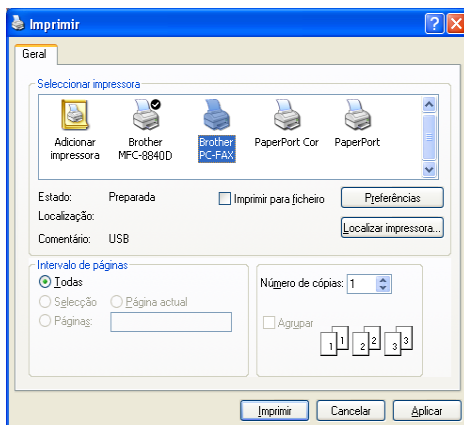 Imprimir
Geral
Seleccionar impressora
Adicionar impressora
Brother MFC-8840D
Brother PC-FAX
PaperPort Cor
PaperPort
Estado: Preparada
Imprimir para ficheiro
Preferências
Localização:
Localizar impressora...
Comentário: USB
Intervalo de páginas
Todas
Selecção
Página actual
Páginas:
Número de cópias: 1
Agrupar
1 1 2 2 3 3
Imprimir
Cancelar
Aplicar